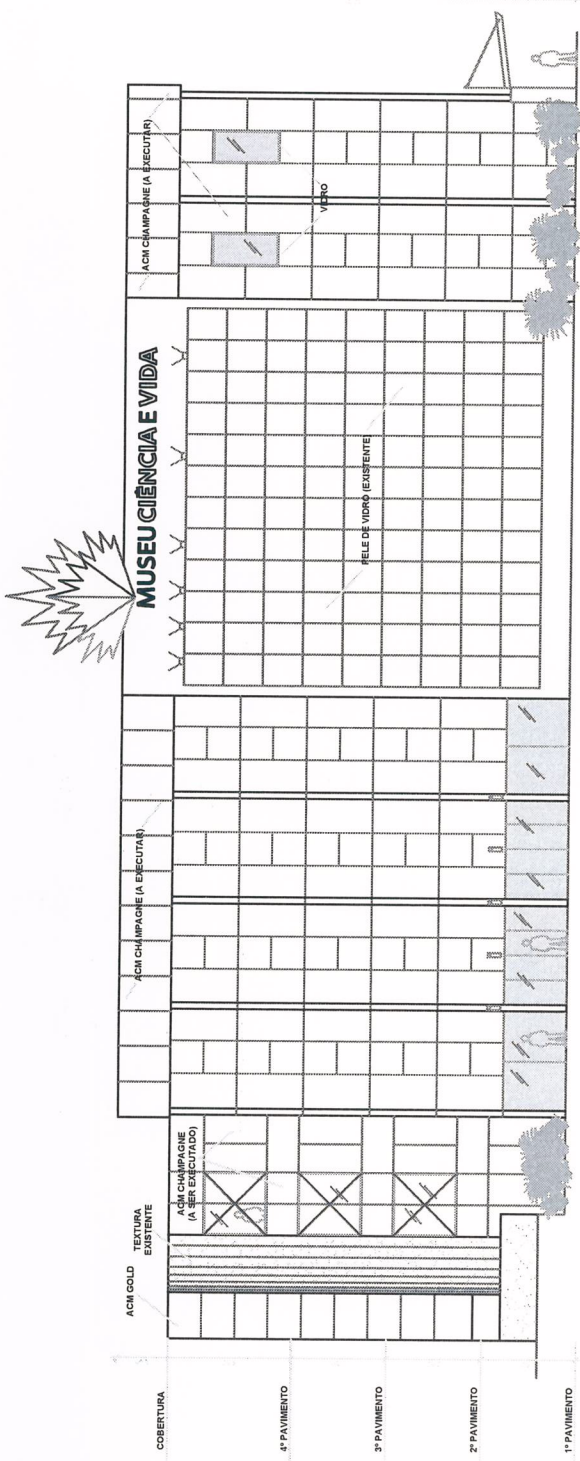 MUSEU CIÊNCIA E VIDA
ACM GOLD
TEXTURA
EXISTENTE
ACM CHAMPAGNE
(A SER EXECUTADO)
ACM CHAMPAGNE (A EXECUTAR)
PELE DE VIDRO (EXISTENTE)
ACM CHAMPAGNE (A EXECUTAR)
VIDRO
COBERTURA
4º PAVIMENTO
3º PAVIMENTO
2º PAVIMENTO
1º PAVIMENTO